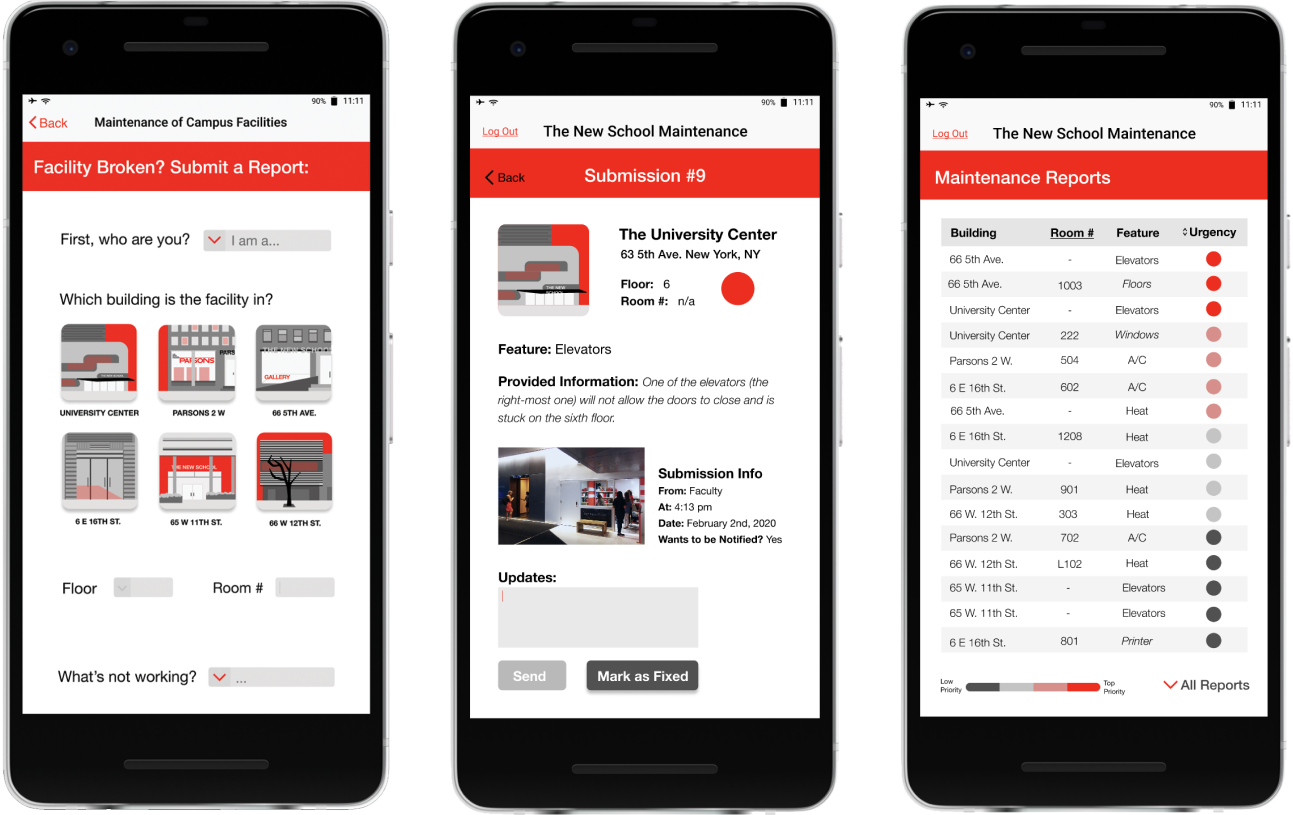 90% 11:11
Back Maintenance of Campus Facilities
Facility Broken? Submit a Report:
First, who are you? I am a...
Which building is the facility in?
THE NEW SCHOOL
PARSONS
PARS
THE NEW SCHOOL
GALLERY
UNIVERSITY CENTER PARSONS 2 W 66 5TH AVE.
THE NEW SCHOOL
6 E 16TH ST. 65 W 11TH ST. 66 W 12TH ST.
Floor Room #
What's not working? ...
90% 11:11
Log Out The New School Maintenance
Back Submission #9
The University Center
63 5th Ave. New York, NY
Floor: 6
Room #: n/a
THE NEW
SCHOOL
Feature: Elevators
Provided Information: One of the elevators (the
right-most one) will not allow the doors to close and is
stuck on the sixth floor.
Submission Info
From: Faculty
At: 4:13 pm
Date: February 2nd, 2020
Wants to be Notified? Yes
Updates:
Send Mark as Fixed
90% 11:11
Log Out The New School Maintenance
Maintenance Reports
Building Room # Feature Urgency
66 5th Ave. - Elevators
66 5th Ave. 1003 Floors
University Center - Elevators
University Center 222 Windows
Parsons 2 W. 504 A/C
6 E 16th St. 602 A/C
66 5th Ave. - Heat
6 E 16th St. 1208 Heat
University Center - Elevators
Parsons 2 W. 901 Heat
66 W. 12th St. 303 Heat
Parsons 2 W. 702 A/C
66 W. 12th St. L102 Heat
65 W. 11th St. - Elevators
65 W. 11th St. - Elevators
6 E 16th St. 801 Printer
Low
Priority
Top
Priority
All Reports